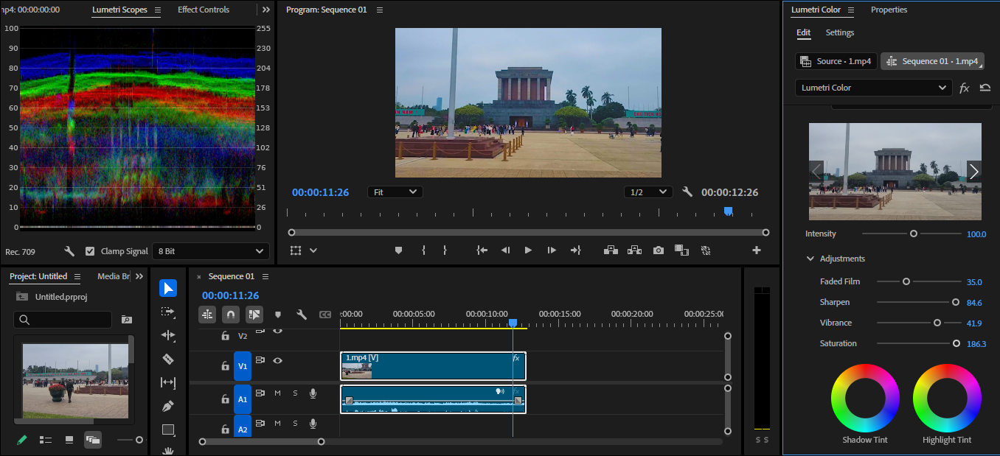 np4: 00:00:00:00
Lumetri Scopes
Effect Controls
100
90
80
70
60
50
40
30
20
10
0
255
230
204
178
153
128
102
76
51
26
0
Rec. 709
Clamp Signal
8 Bit
Program: Sequence 01
00:00:11:26
Fit
1/2
00:00:12:26
Lumetri Color
Properties
Edit
Settings
Source - 1.mp4
Sequence 01 - 1.mp4
Lumetri Color
fx
Intensity
100.0
Adjustments
Faded Film
35.0
Sharpen
84.6
Vibrance
41.9
Saturation
186.3
Shadow Tint
Highlight Tint
Project: Untitled
Media Br
Untitled.prproj
Sequence 01
00:00:11:26
:00:00
00:00:05:00
00:00:10:00
00:00:15:00
00:00:20:00
00:00:25:0
V2
V1
1.mp4 [V]
fx
A1
M
S
fx
A2
M
S
S S